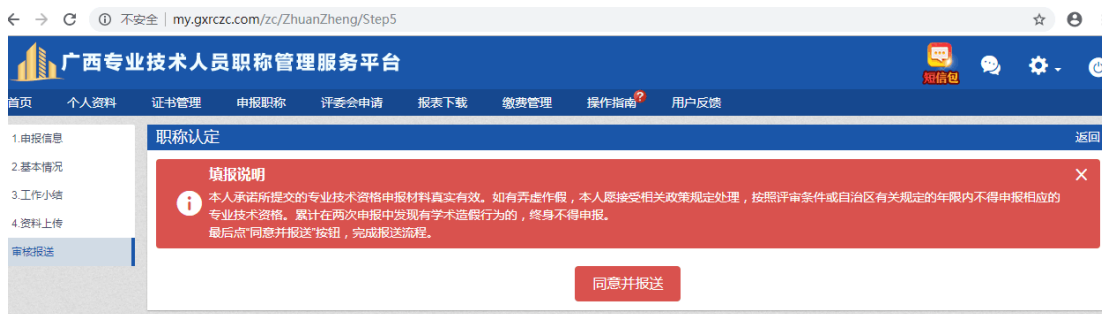 不安全 | my.gxrczc.com/zc/ZhuanZheng/Step5
广西专业技术人员职称管理服务平台
短信包
首页 个人资料 证书管理 申报职称 评委会申请 报表下载 缴费管理 操作指南? 用户反馈
1.申报信息
2.基本情况
3.工作小结
4.资料上传
审核报送
职称认定 返回
填报说明
本人承诺所提交的专业技术资格申报材料真实有效。如有弄虚作假，本人愿接受相关政策规定处理，按照评审条件或自治区有关规定的年限内不得申报相应的
专业技术资格。累计在两次申报中发现有学术造假行为的，终身不得申报。
最后点"同意并报送"按钮，完成报送流程。
同意并报送